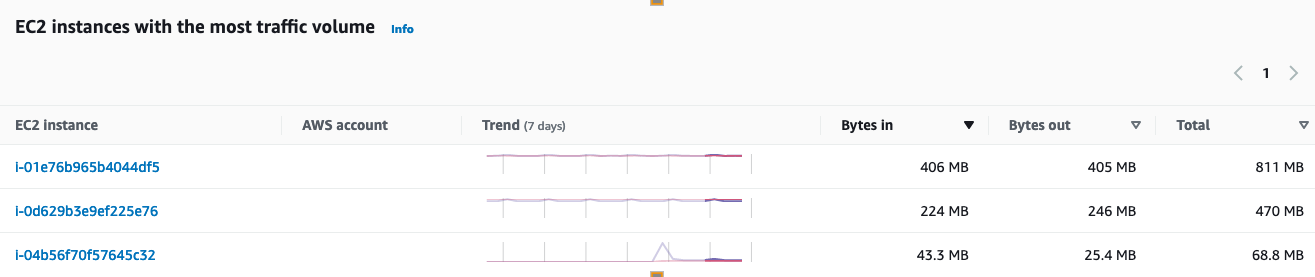 EC2 instances with the most traffic volume Info
1
EC2 instance AWS account Trend (7 days) Bytes in Bytes out Total
i-01e76b965b4044df5 406 MB 405 MB 811 MB
i-0d629b3e9ef225e76 224 MB 246 MB 470 MB
i-04b56f70f57645c32 43.3 MB 25.4 MB 68.8 MB